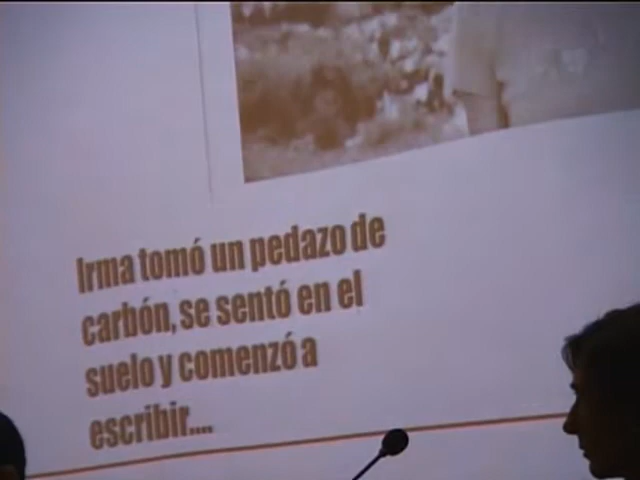 Irma tomó un pedazo de
carbón, se sentó en el
suelo y comenzó a
escribir....